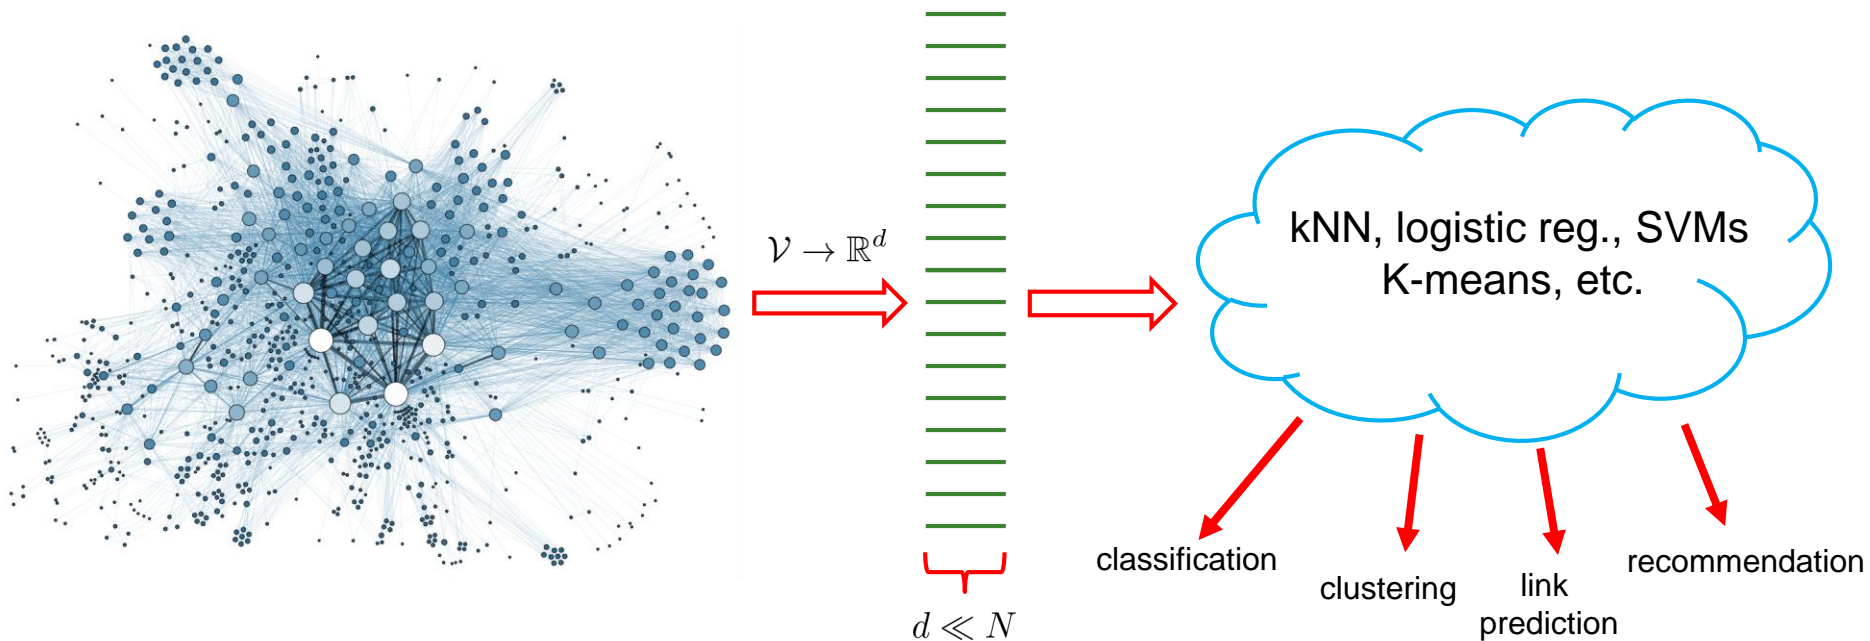 𝒱 → ℝ^d
kNN, logistic reg., SVMs
K-means, etc.
classification
clustering
link
prediction
recommendation
d ≪ N